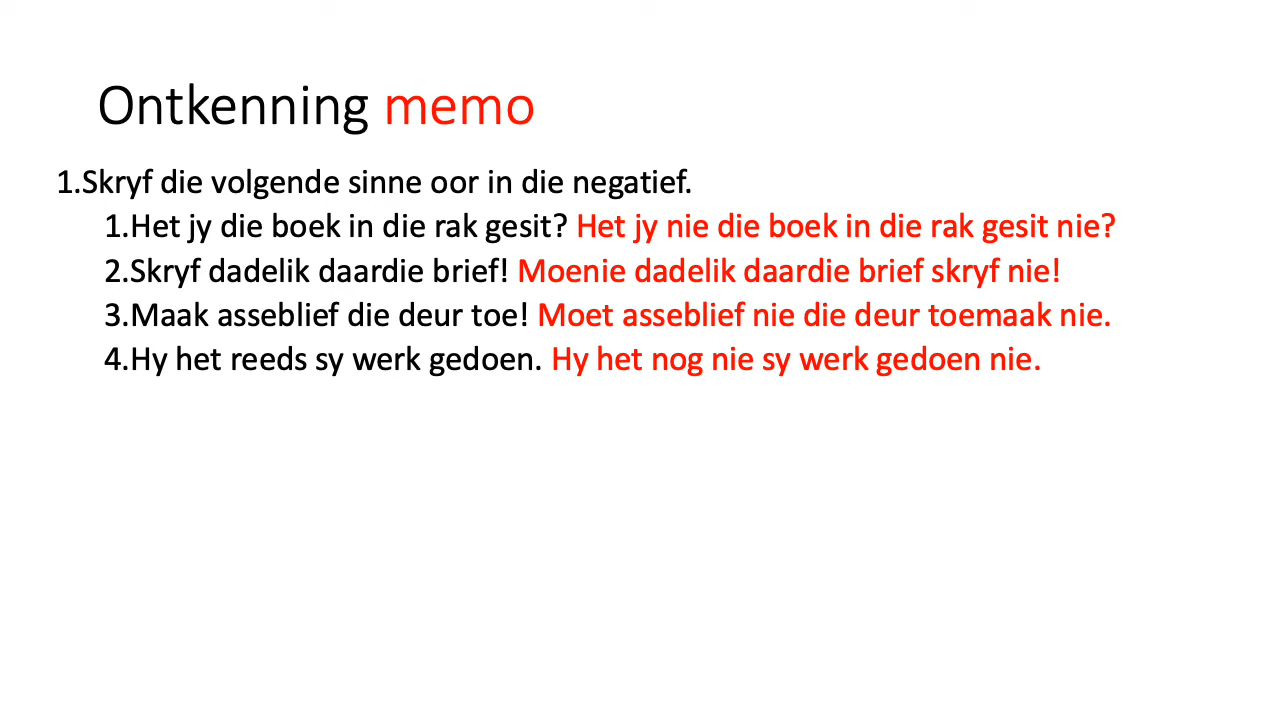 Ontkenning memo
1.Skryf die volgende sinne oor in die negatief.
1.Het jy die boek in die rak gesit? Het jy nie die boek in die rak gesit nie?
2.Skryf dadelik daardie brief! Moenie dadelik daardie brief skryf nie!
3.Maak asseblief die deur toe! Moet asseblief nie die deur toemaak nie.
4.Hy het reeds sy werk gedoen. Hy het nog nie sy werk gedoen nie.